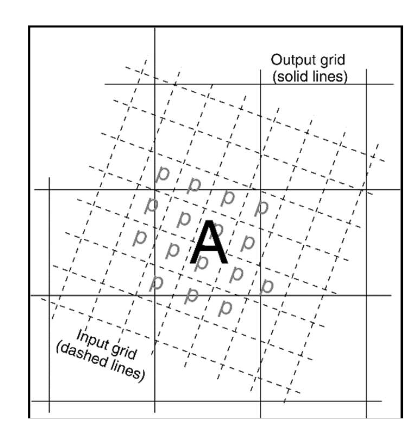 Output grid
(solid lines)
p p p p
p p p p
A
p p p p p
p p p
Input grid
(dashed lines)